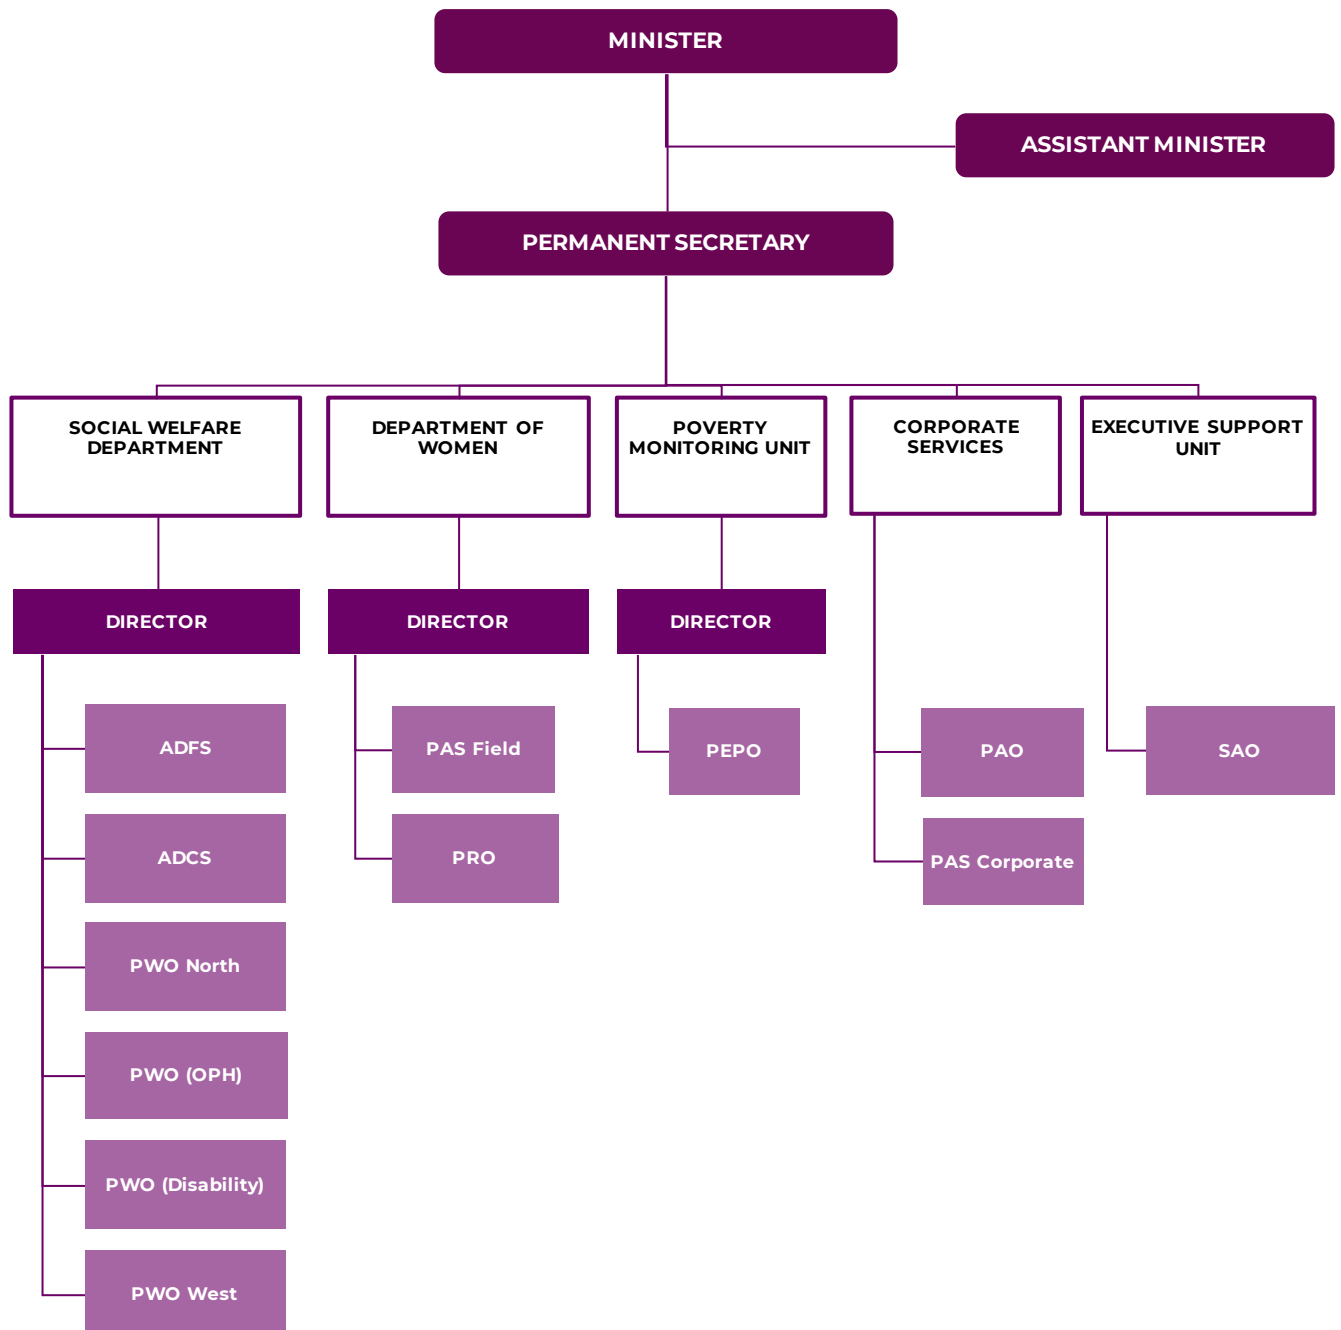 MINISTER
ASSISTANT MINISTER
PERMANENT SECRETARY
SOCIAL WELFARE
DEPARTMENT
DEPARTMENT OF
WOMEN
POVERTY
MONITORING UNIT
CORPORATE
SERVICES
EXECUTIVE SUPPORT
UNIT
DIRECTOR
DIRECTOR
DIRECTOR
ADFS
PAS Field
PEPO
PAO
SAO
ADCS
PRO
PAS Corporate
PWO North
PWO (OPH)
PWO (Disability)
PWO West